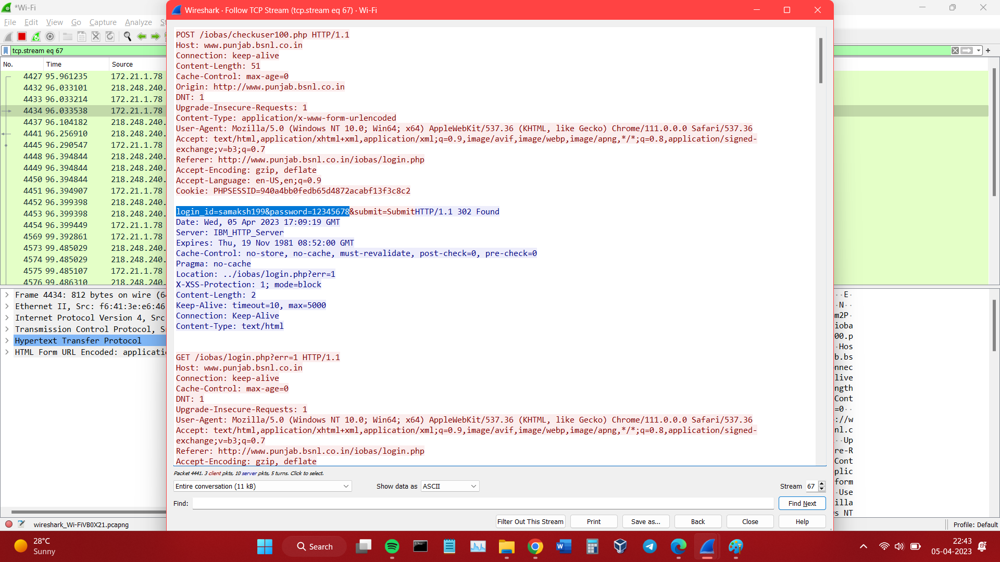 *Wi-Fi
File Edit View Go Capture Analyze
tcp.stream eq 67
No. Time Source
4427 95.961235 172.21.1.78
4432 96.033101 218.248.240.
4433 96.033214 172.21.1.78
4434 96.033538 172.21.1.78
4437 96.104182 218.248.240.
4441 96.256910 218.248.240.
4445 96.290547 172.21.1.78
4448 96.394844 218.248.240.
4449 96.394844 218.248.240.
4450 96.394844 218.248.240.
4451 96.394907 172.21.1.78
4452 96.399398 218.248.240.
4453 96.399398 218.248.240.
4454 96.399449 172.21.1.78
4569 99.392861 172.21.1.78
4573 99.485029 218.248.240.
4574 99.485029 218.248.240.
4575 99.485107 172.21.1.78
4576 99.486310 218.248.240.
Frame 4434: 812 bytes on wire (64
Ethernet II, Src: f6:41:3e:e6:46
Internet Protocol Version 4, Src
Transmission Control Protocol, S
Hypertext Transfer Protocol
HTML Form URL Encoded: applicatio
wireshark_Wi-FiVB0X21.pcapng
Wireshark · Follow TCP Stream (tcp.stream eq 67) · Wi-Fi
POST /iobas/checkuser100.php HTTP/1.1
Host: www.punjab.bsnl.co.in
Connection: keep-alive
Content-Length: 51
Cache-Control: max-age=0
Origin: http://www.punjab.bsnl.co.in
DNT: 1
Upgrade-Insecure-Requests: 1
Content-Type: application/x-www-form-urlencoded
User-Agent: Mozilla/5.0 (Windows NT 10.0; Win64; x64) AppleWebKit/537.36 (KHTML, like Gecko) Chrome/111.0.0.0 Safari/537.36
Accept: text/html,application/xhtml+xml,application/xml;q=0.9,image/avif,image/webp,image/apng,*/*;q=0.8,application/signed-
exchange;v=b3;q=0.7
Referer: http://www.punjab.bsnl.co.in/iobas/login.php
Accept-Encoding: gzip, deflate
Accept-Language: en-US,en;q=0.9
Cookie: PHPSESSID=940a4bb0fedb65d4872acabf13f3c8c2
login_id=samaksh199&password=12345678&submit=SubmitHTTP/1.1 302 Found
Date: Wed, 05 Apr 2023 17:09:19 GMT
Server: IBM_HTTP_Server
Expires: Thu, 19 Nov 1981 08:52:00 GMT
Cache-Control: no-store, no-cache, must-revalidate, post-check=0, pre-check=0
Pragma: no-cache
Location: ../iobas/login.php?err=1
X-XSS-Protection: 1; mode=block
Content-Length: 2
Keep-Alive: timeout=10, max=5000
Connection: Keep-Alive
Content-Type: text/html
GET /iobas/login.php?err=1 HTTP/1.1
Host: www.punjab.bsnl.co.in
Connection: keep-alive
Cache-Control: max-age=0
DNT: 1
Upgrade-Insecure-Requests: 1
User-Agent: Mozilla/5.0 (Windows NT 10.0; Win64; x64) AppleWebKit/537.36 (KHTML, like Gecko) Chrome/111.0.0.0 Safari/537.36
Accept: text/html,application/xhtml+xml,application/xml;q=0.9,image/avif,image/webp,image/apng,*/*;q=0.8,application/signed-
exchange;v=b3;q=0.7
Referer: http://www.punjab.bsnl.co.in/iobas/login.php
Accept-Encoding: gzip, deflate
Packet 4441. 3 client pkts, 10 server pkts, 5 turns. Click to select.
Entire conversation (11 kB) Show data as ASCII Stream 67
Find: Find Next
Filter Out This Stream Print Save as... Back Close Help
··E·
·N··
m2P·
ioba
00.p
·Hos
b.bs
nnec
live
ngth
Cont
=0··
://w
nl.c
·Up
re-R
Cont
plic
form
·Use
illa
s NT
Profile: Default
28°C
Sunny
Search
W
22:43
05-04-2023